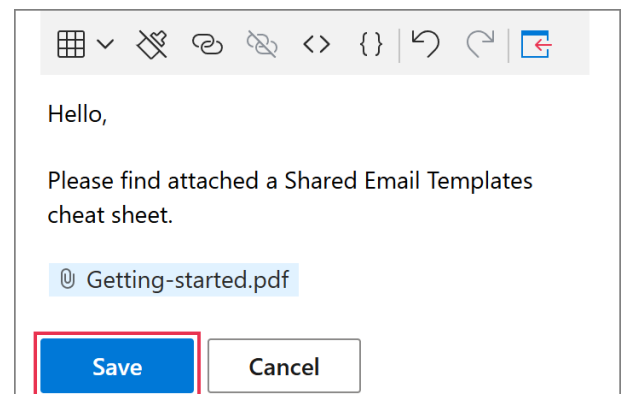 Hello,
Please find attached a Shared Email Templates
cheat sheet.
Getting-started.pdf
Save
Cancel